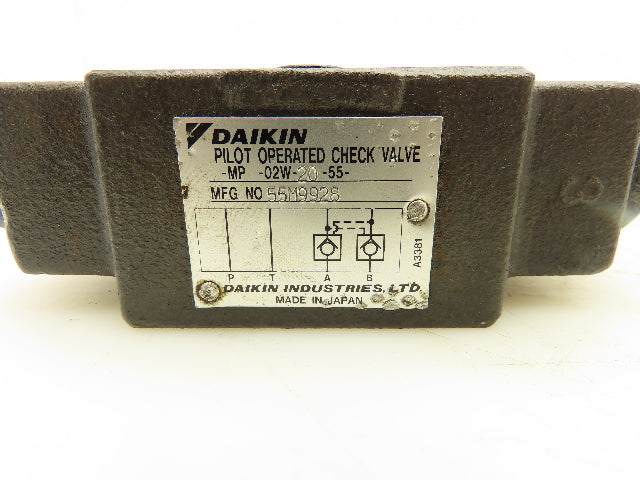 DAIKIN
PILOT OPERATED CHECK VALVE
-MP -02W-20-55-
MFG NO 55M9928
P T A B
A3381
DAIKIN INDUSTRIES, LTD
MADE IN JAPAN